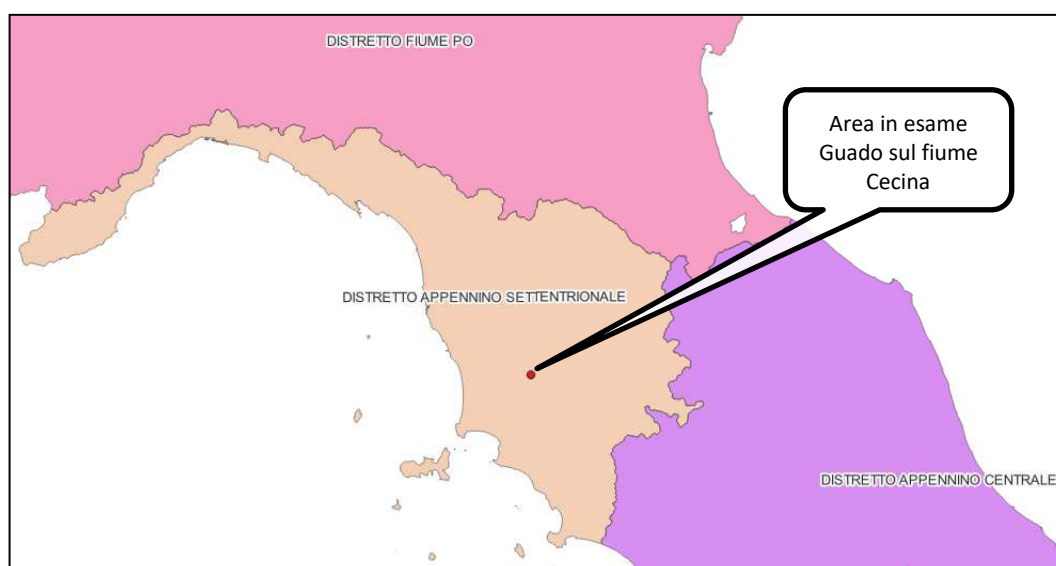 DISTRETTO FIUME PO
Area in esame
Guado sul fiume
Cecina
DISTRETTO APPENNINO SETTENTRIONALE
DISTRETTO APPENNINO CENTRALE